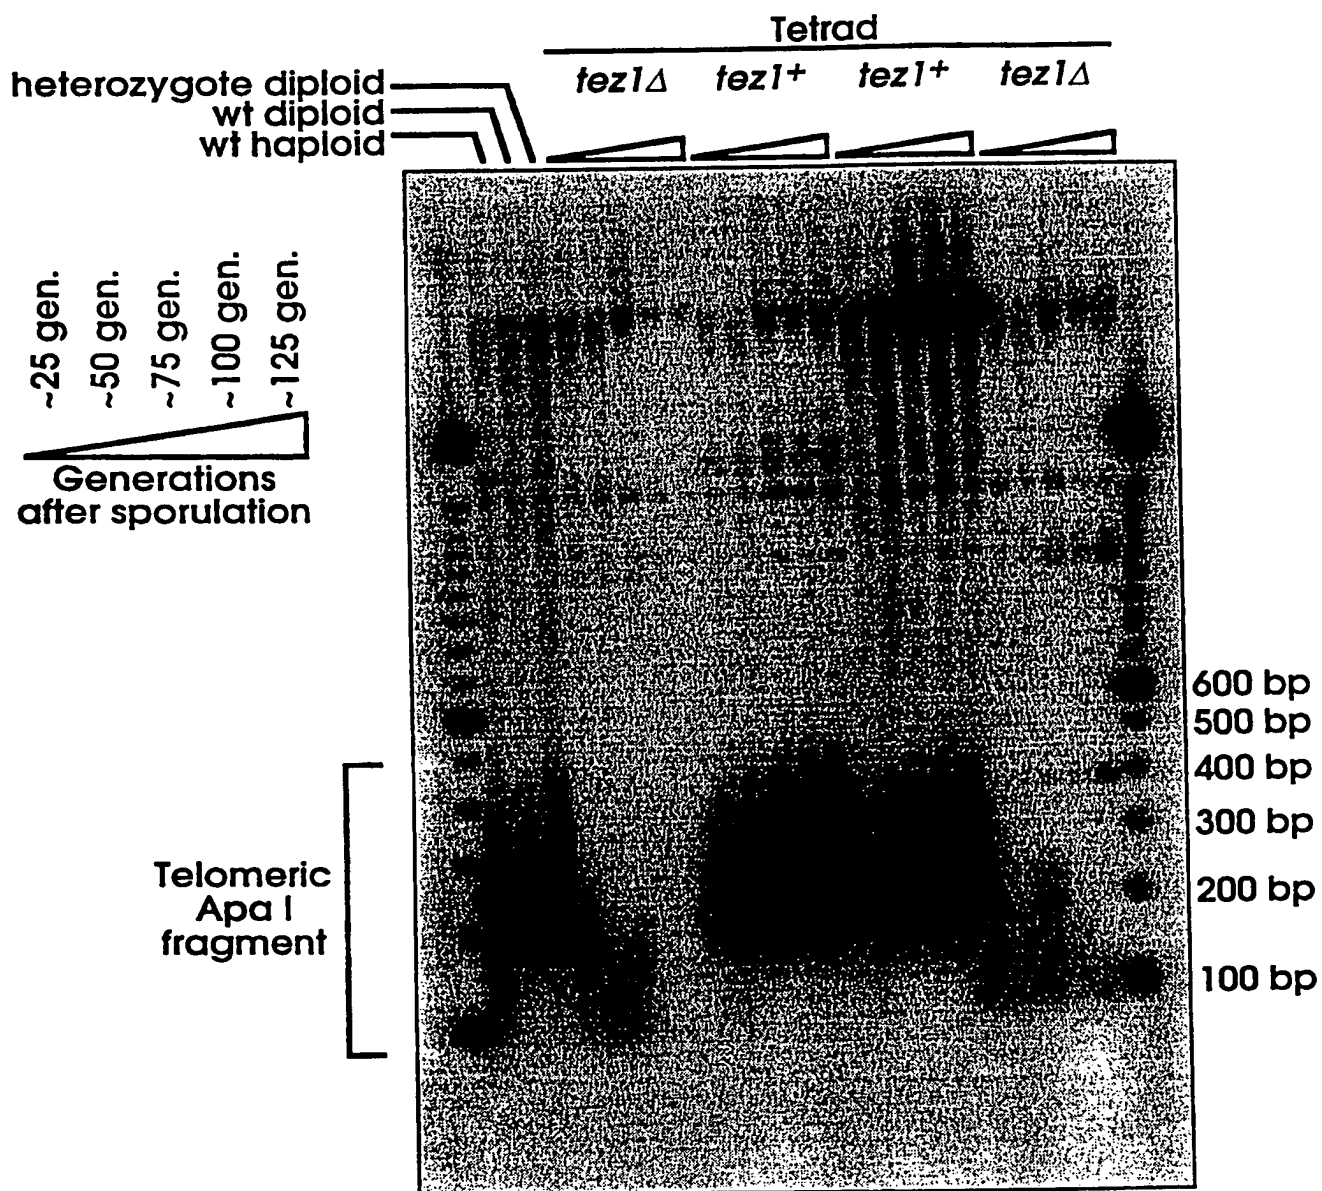 Tetrad
tez1Δ tez1+ tez1+ tez1Δ
heterozygote diploid
wt diploid
wt haploid
~25 gen.
~50 gen.
~75 gen.
~100 gen.
~125 gen.
Generations
after sporulation
600 bp
500 bp
400 bp
300 bp
200 bp
100 bp
Telomeric
Apa I
fragment